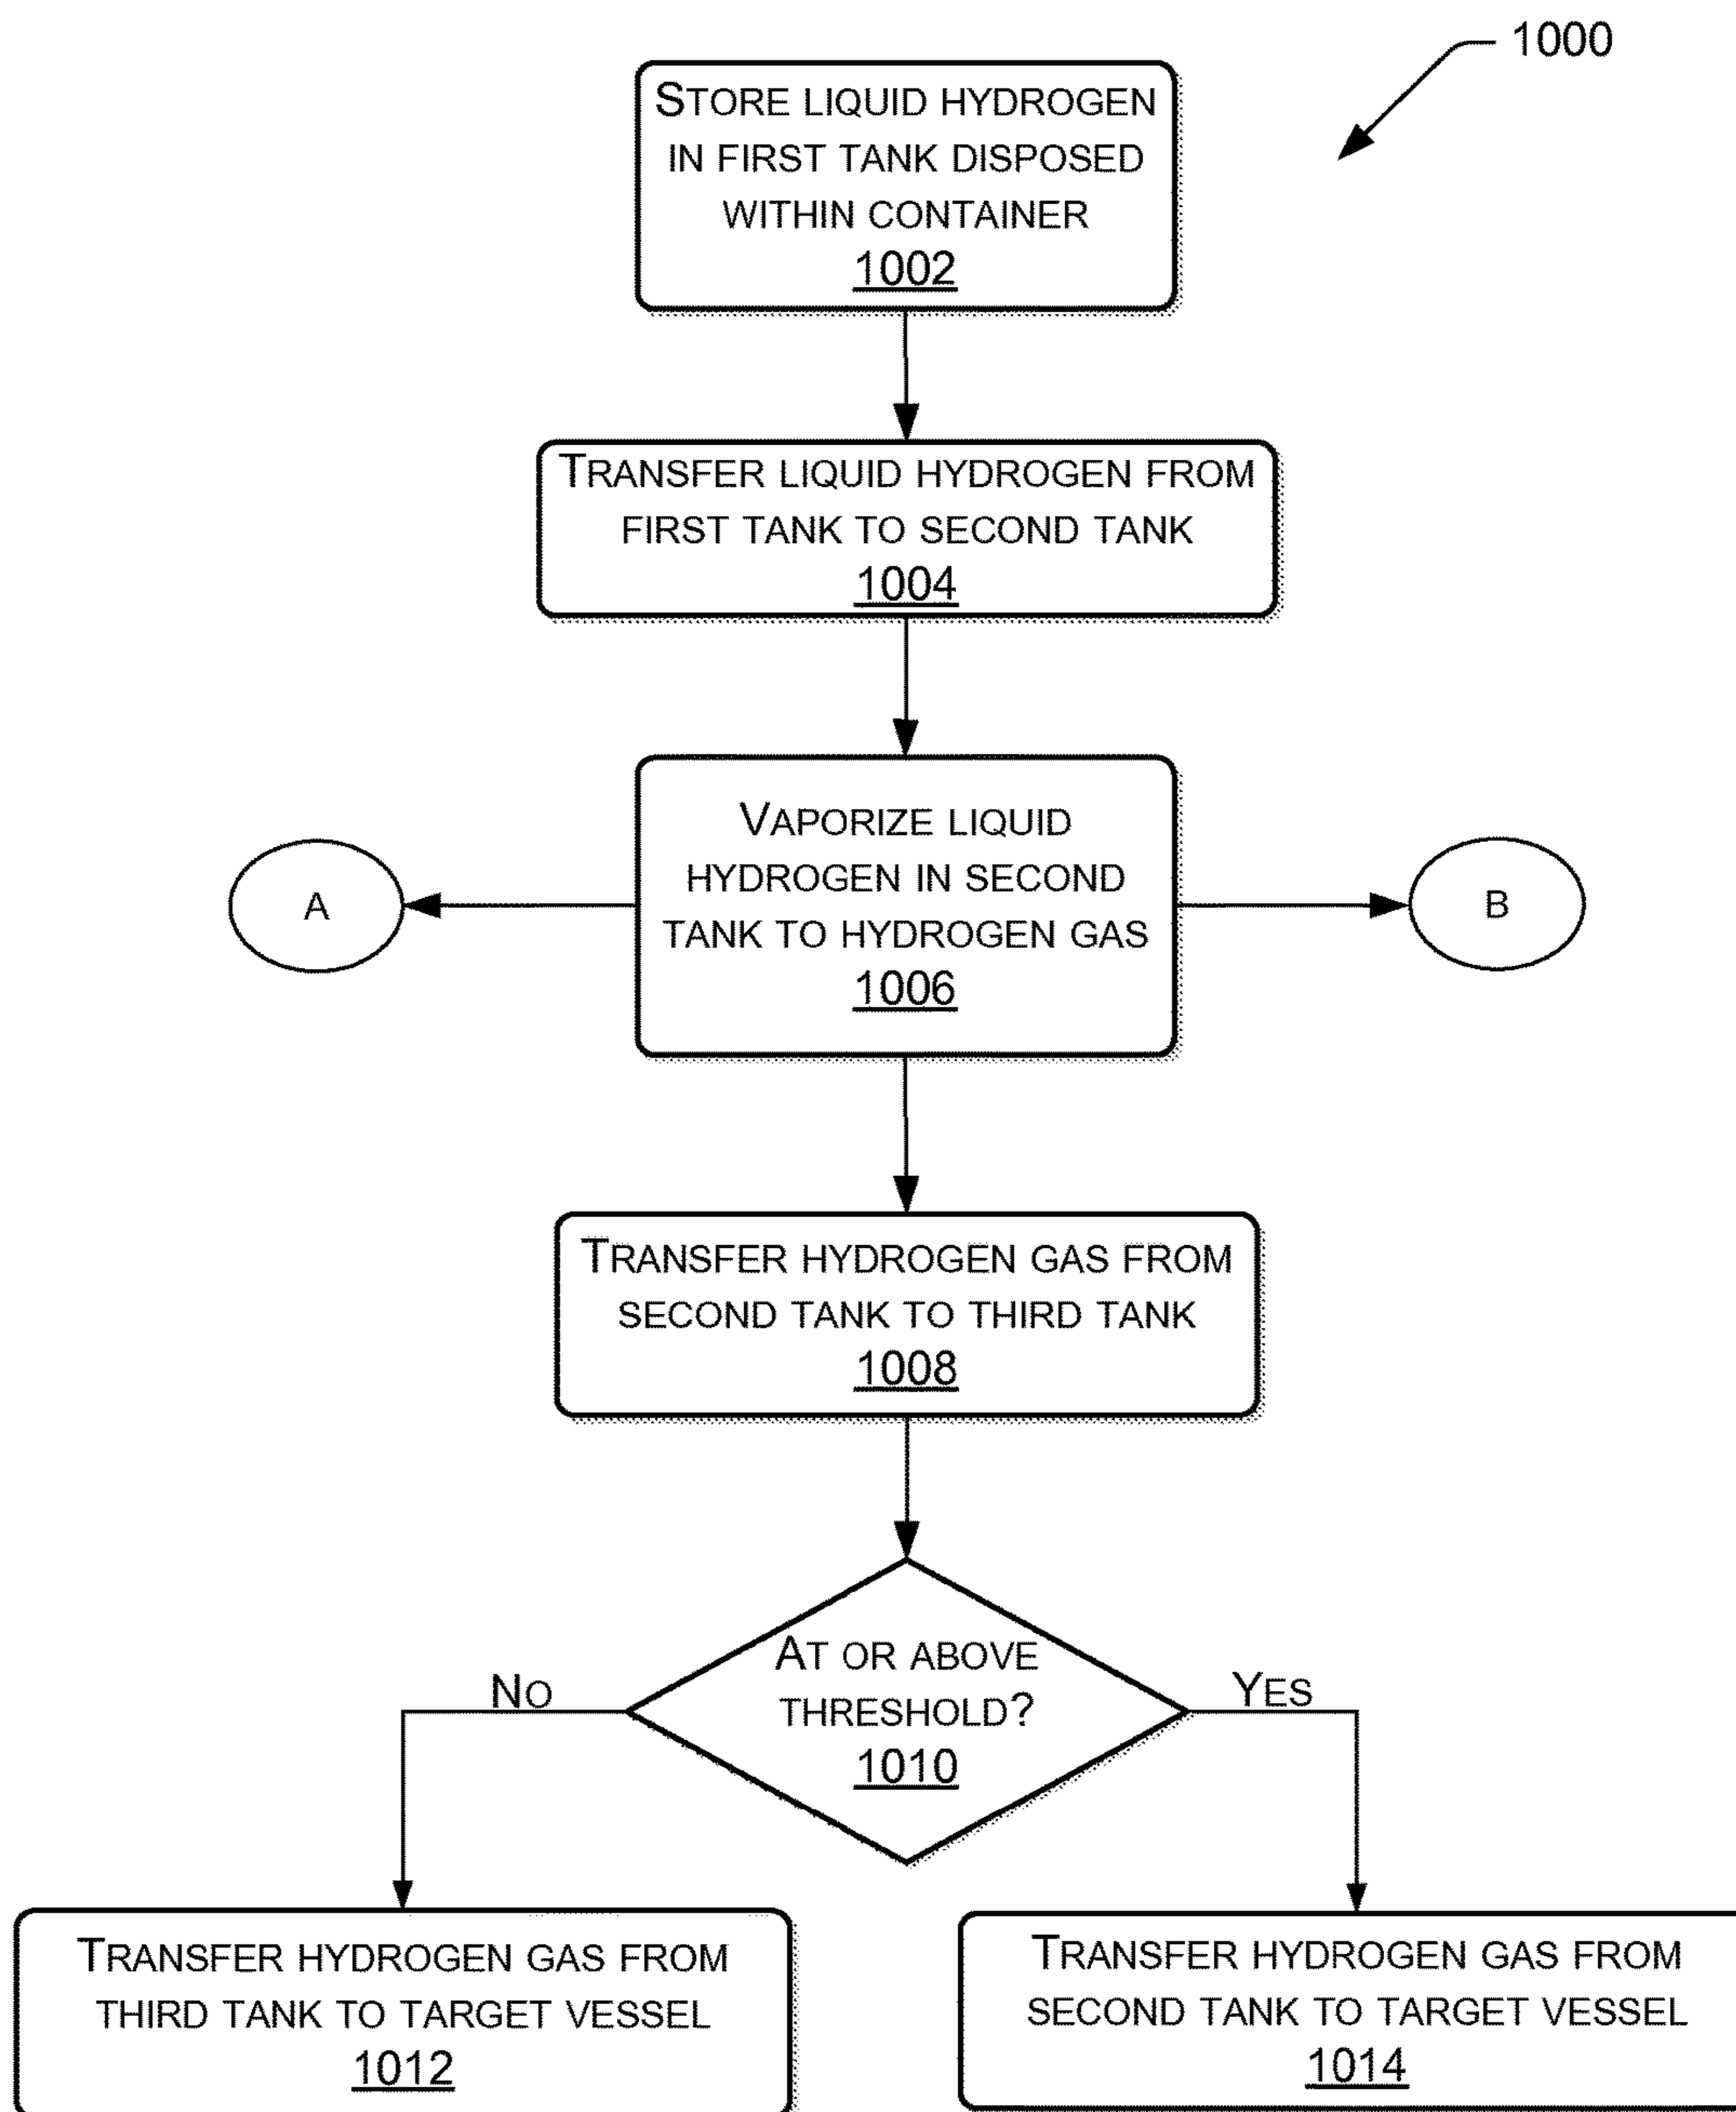 1000
STORE LIQUID HYDROGEN
IN FIRST TANK DISPOSED
WITHIN CONTAINER
1002
TRANSFER LIQUID HYDROGEN FROM
FIRST TANK TO SECOND TANK
1004
VAPORIZE LIQUID
HYDROGEN IN SECOND
TANK TO HYDROGEN GAS
1006
A
B
TRANSFER HYDROGEN GAS FROM
SECOND TANK TO THIRD TANK
1008
AT OR ABOVE
THRESHOLD?
1010
NO
YES
TRANSFER HYDROGEN GAS FROM
THIRD TANK TO TARGET VESSEL
1012
TRANSFER HYDROGEN GAS FROM
SECOND TANK TO TARGET VESSEL
1014